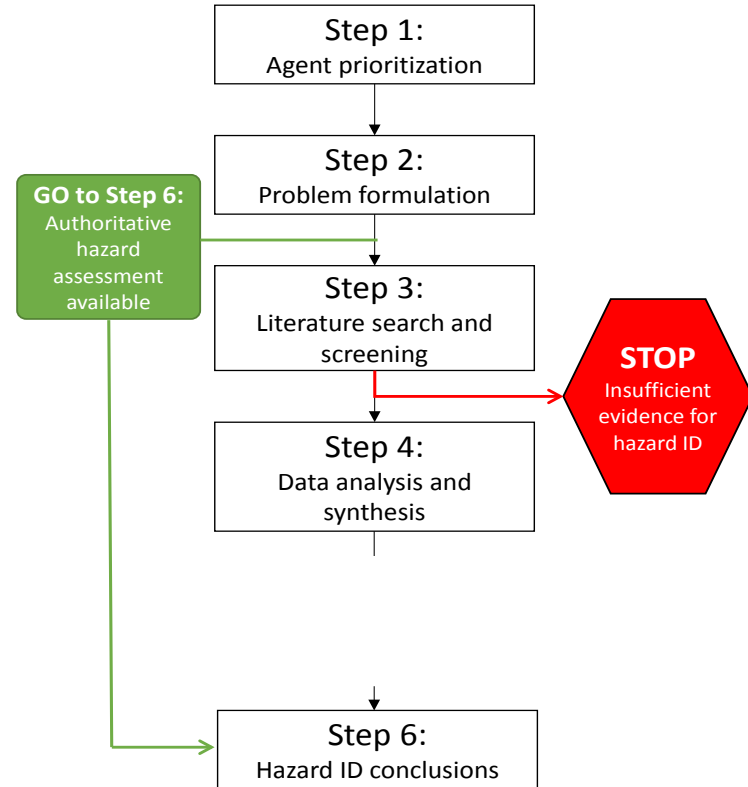 Step 1:
Agent prioritization
Step 2:
Problem formulation
GO to Step 6:
Authoritative
hazard
assessment
available
Step 3:
Literature search and
screening
STOP
Insufficient
evidence for
hazard ID
Step 4:
Data analysis and
synthesis
Step 6:
Hazard ID conclusions